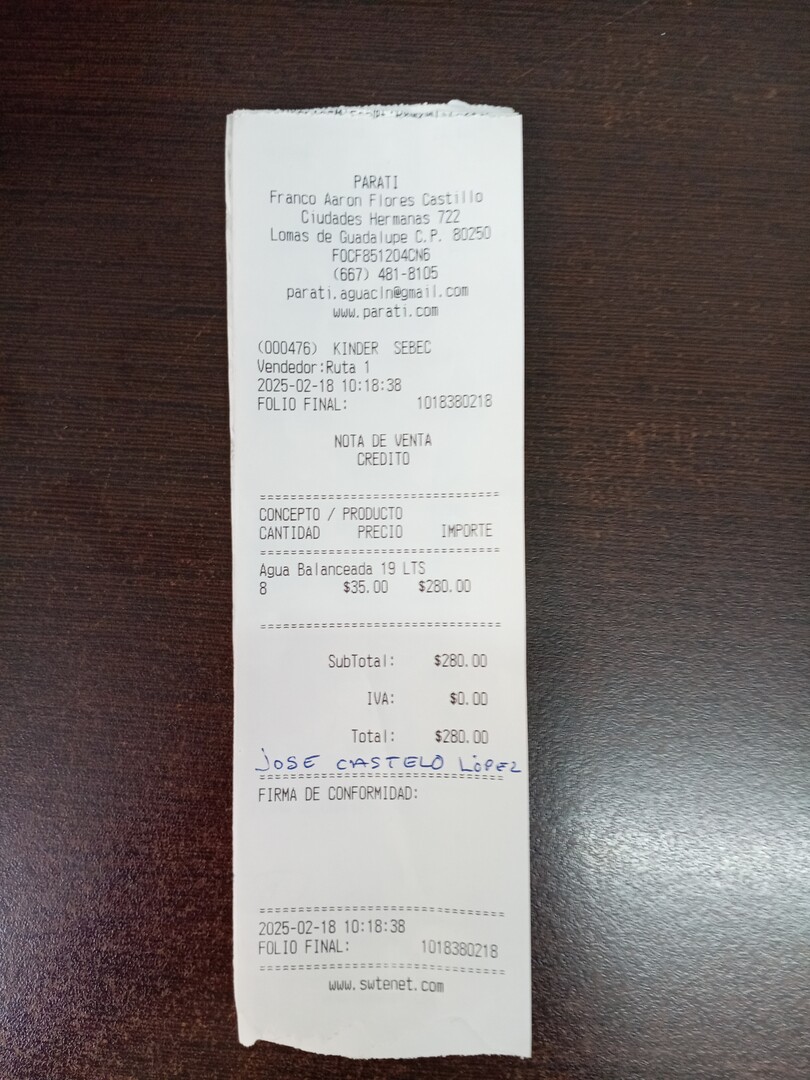 PARATI
Franco Aaron Flores Castillo
Ciudades Hermanas 722
Lomas de Guadalupe C.P. 80250
FOCF851204CN6
(667) 481-8105
parati.aguacln@gmail.com
www.parati.com
(000476) KINDER SEBEC
Vendedor:Ruta 1
2025-02-18 10:18:38
FOLIO FINAL: 1018380218
NOTA DE VENTA
CREDITO
===============================
CONCEPTO / PRODUCTO
CANTIDAD PRECIO IMPORTE
===============================
Agua Balanceada 19 LTS
8 $35.00 $280.00
===============================
SubTotal: $280.00
IVA: $0.00
Total: $280.00
JOSE CASTELO LÓPEZ
===============================
FIRMA DE CONFORMIDAD:
===============================
2025-02-18 10:18:38
FOLIO FINAL: 1018380218
===============================
www.swtenet.com